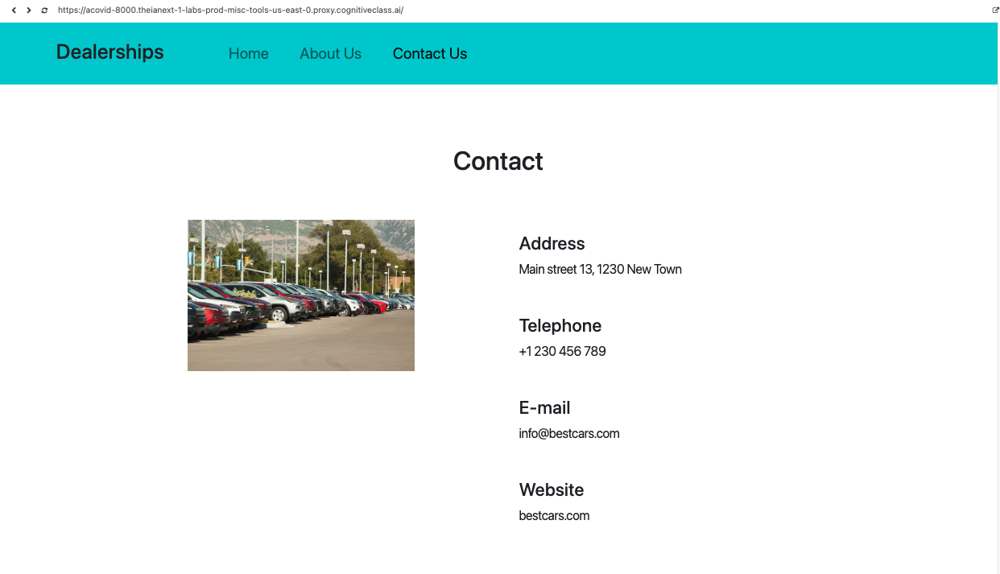 https://acovid-8000.theianext-1-labs-prod-misc-tools-us-east-0.proxy.cognitiveclass.ai/
Dealerships Home About Us Contact Us
Contact
Address
Main street 13, 1230 New Town
Telephone
+1 230 456 789
E-mail
info@bestcars.com
Website
bestcars.com